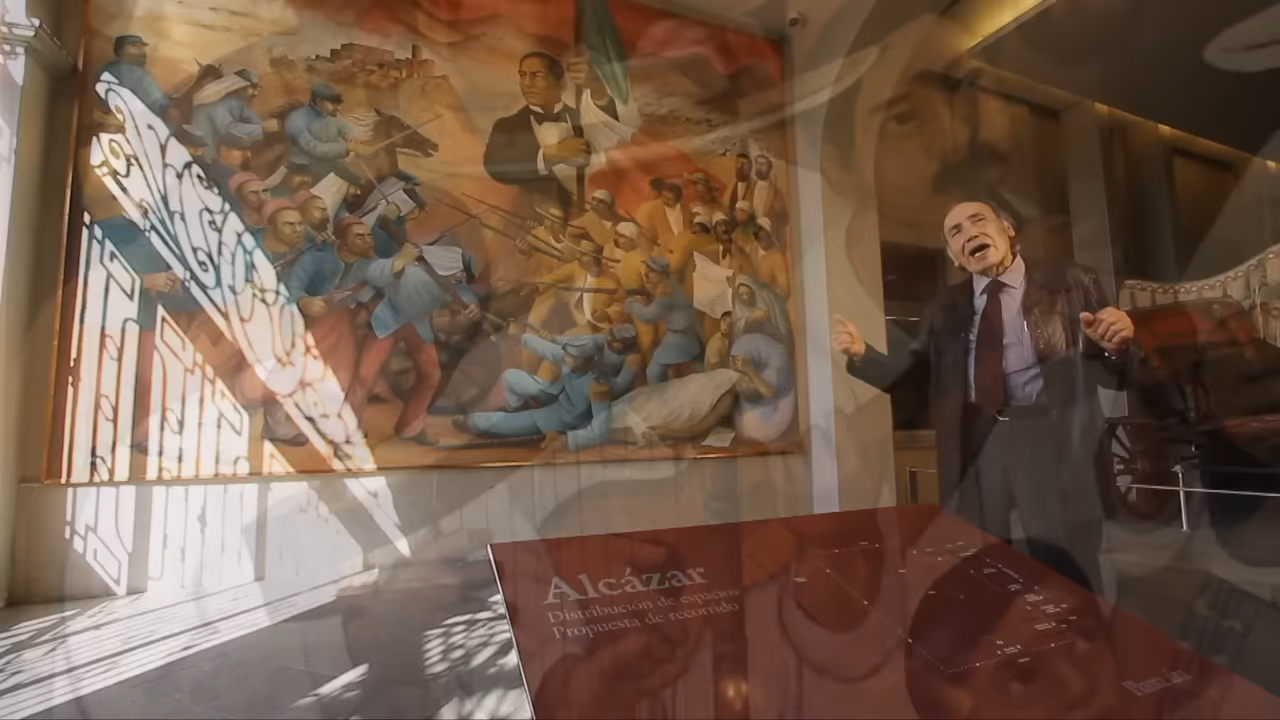 Alcázar
Distribución de espacios
Propuesta de recorrido